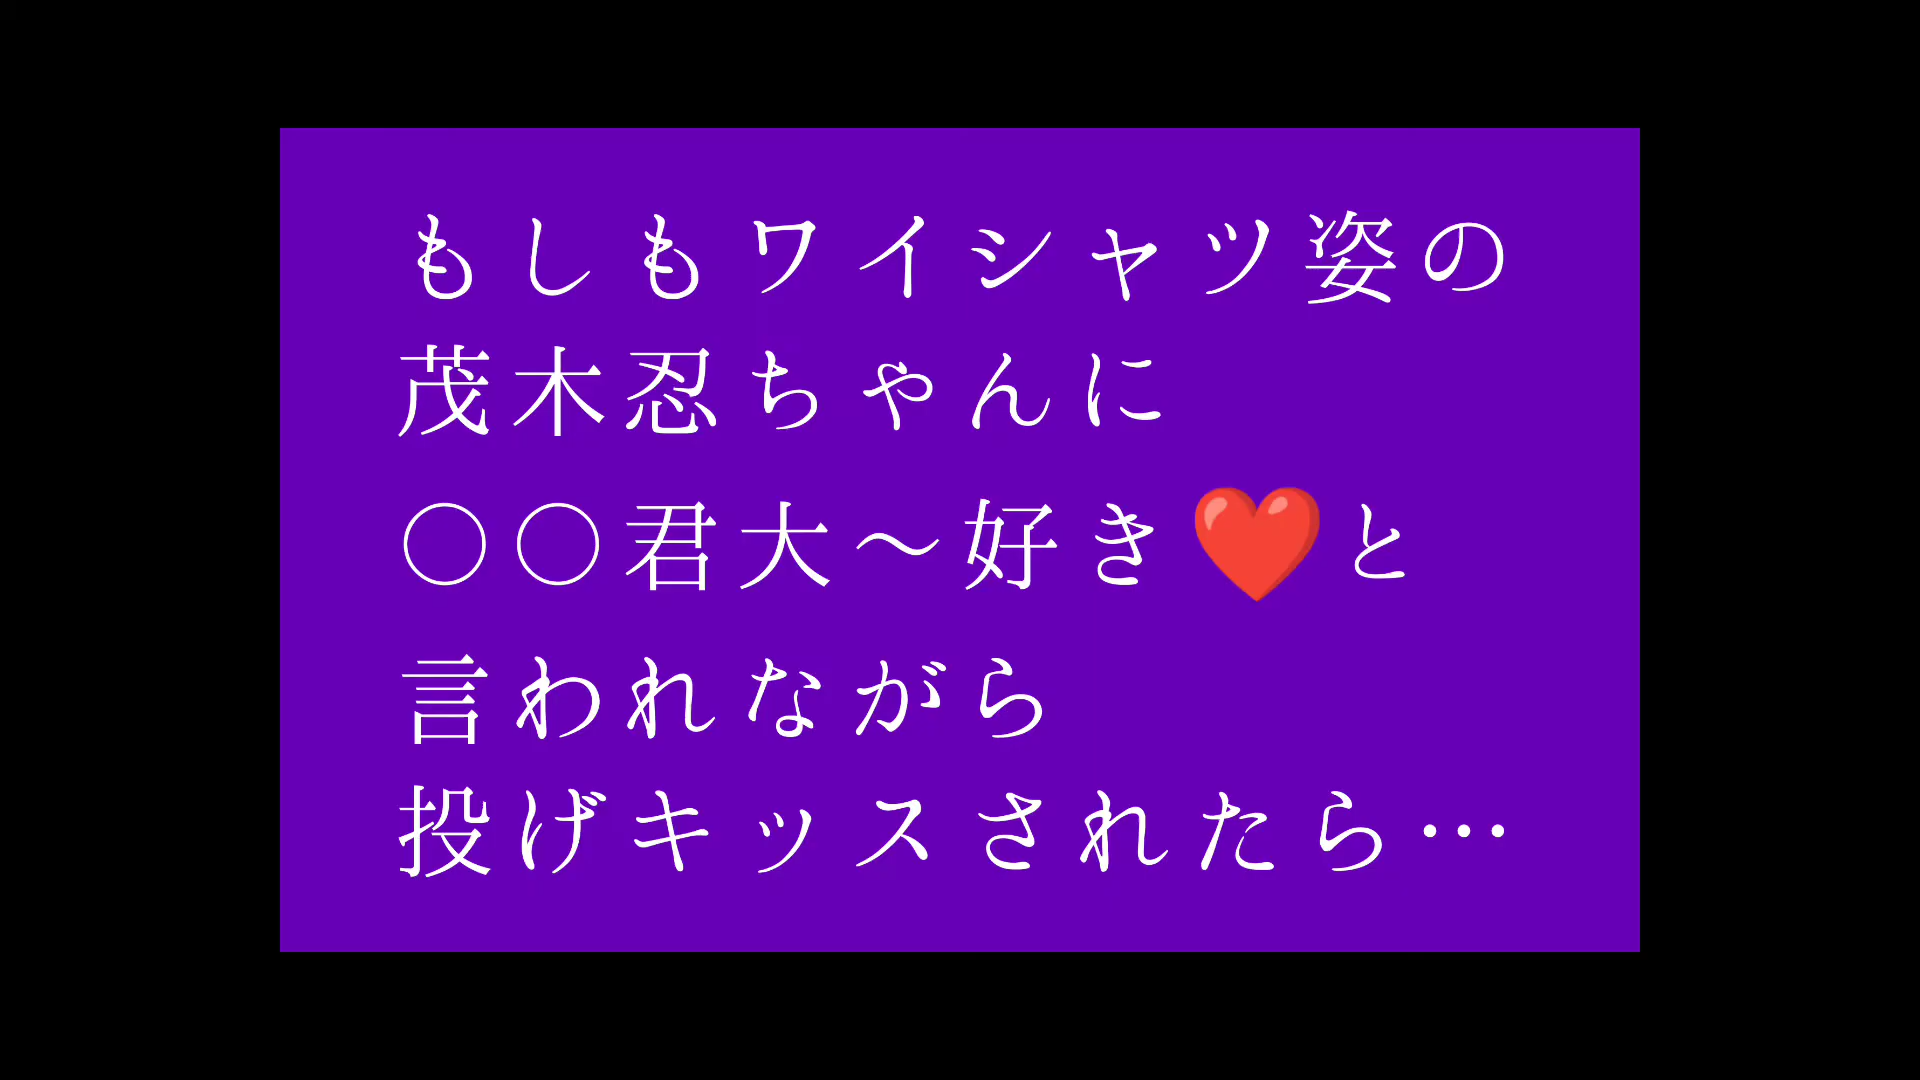 もしもワイシャツ姿の
茂木忍ちゃんに
○○君大〜好き❤️と
言われながら
投げキッスされたら…